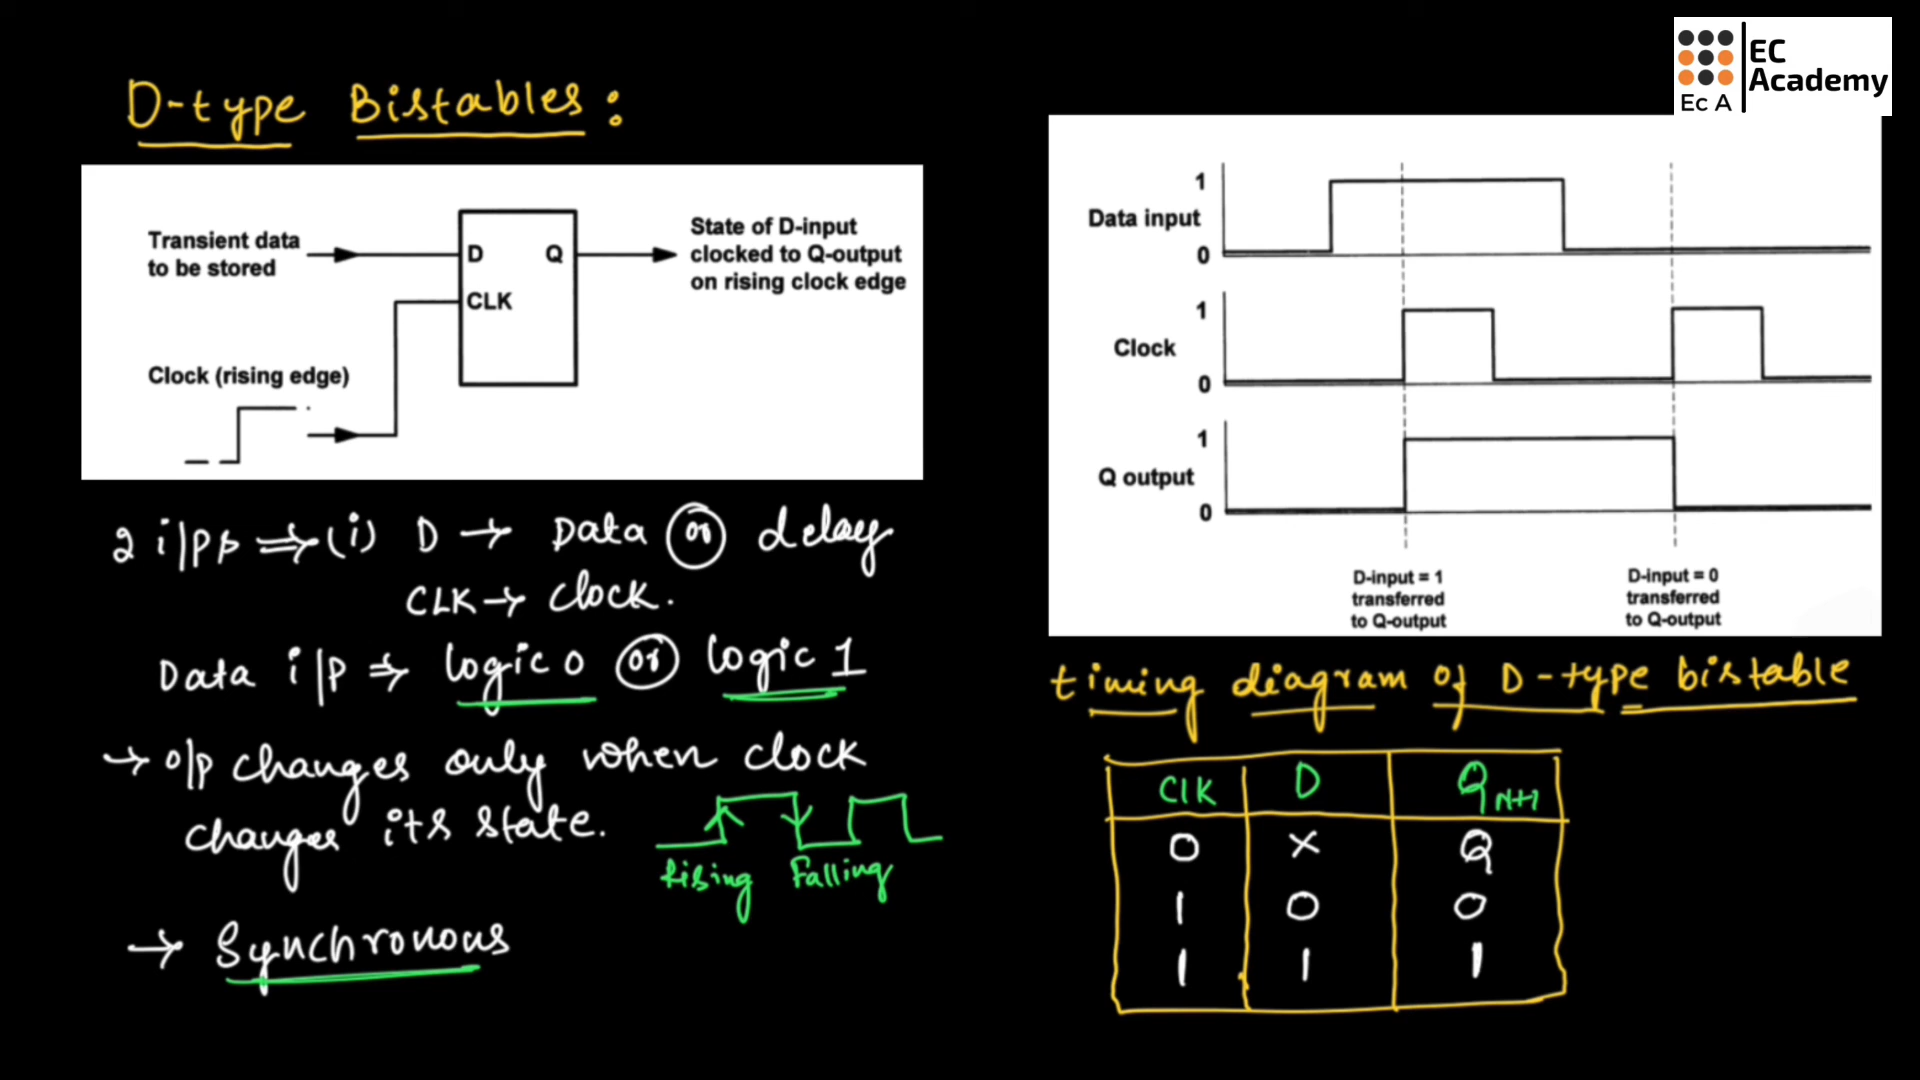 EC
Academy
Ec A
D-type Bistables:
Transient data
to be stored
D
Q
CLK
State of D-input
clocked to Q-output
on rising clock edge
Clock (rising edge)
2 i/ps ⇒ (i) D → Data or delay
CLK → Clock.
Data i/p ⇒ logic 0 or logic 1
→ o/p changes only when clock
changes its state.
Rising Falling
→ Synchronous
1
Data input
0
1
Clock
0
1
Q output
0
D-input = 1
transferred
to Q-output
D-input = 0
transferred
to Q-output
timing diagram of D-type bistable
CLK D QN+1
0 X Q
1 0 0
1 1 1